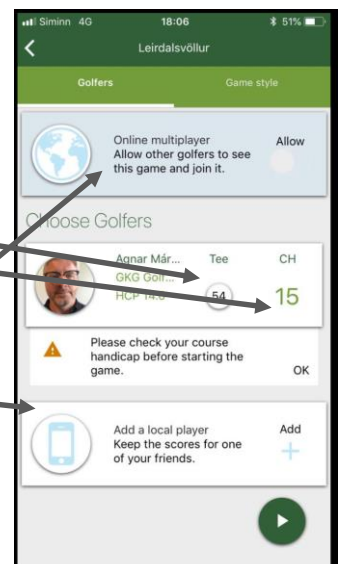 Siminn 4G 18:06 51%
Leirdalsvöllur
Golfers Game style
Online multiplayer
Allow other golfers to see
this game and join it.
Allow
Choose Golfers
Agnar Már...
GKG Golf...
HCP 14.6
Tee
54
CH
15
Please check your course
handicap before starting the
game.
OK
Add a local player
Keep the scores for one
of your friends.
Add